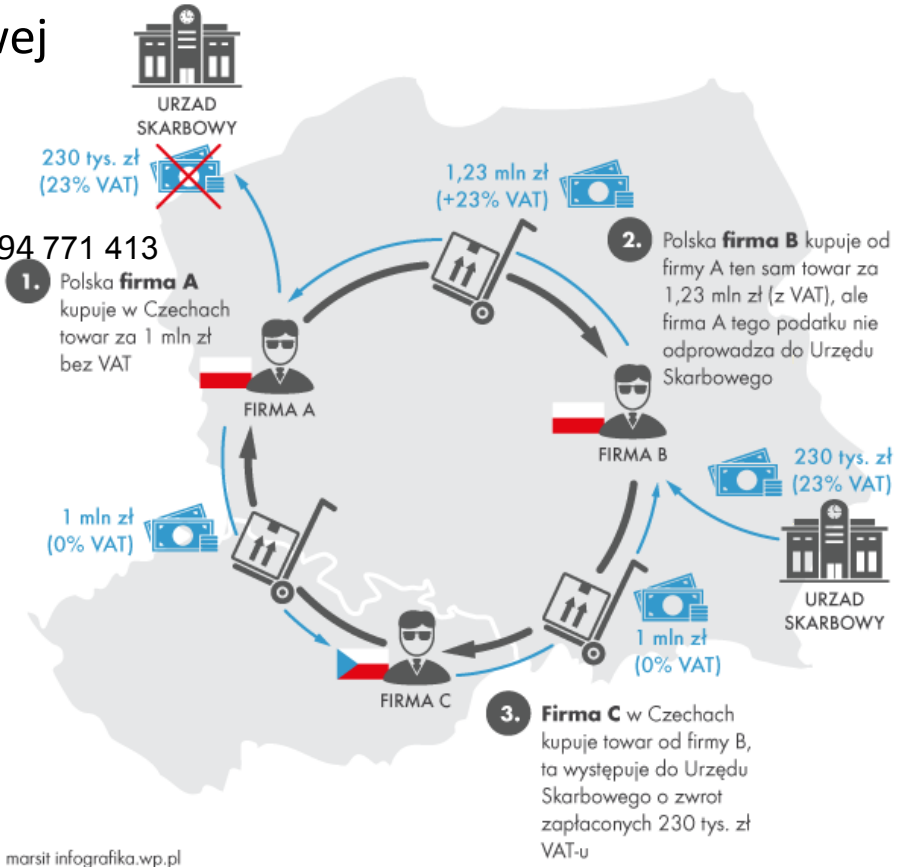 wej
URZAD
SKARBOWY
230 tys. zł
(23% VAT)
1,23 mln zł
(+23% VAT)
94 771 413
1. Polska firma A
kupuje w Czechach
towar za 1 mln zł
bez VAT
2. Polska firma B kupuje od
firmy A ten sam towar za
1,23 mln zł (z VAT), ale
firma A tego podatku nie
odprowadza do Urzędu
Skarbowego
FIRMA A
FIRMA B
230 tys. zł
(23% VAT)
1 mln zł
(0% VAT)
URZAD
SKARBOWY
1 mln zł
(0% VAT)
FIRMA C
3. Firma C w Czechach
kupuje towar od firmy B,
ta występuje do Urzędu
Skarbowego o zwrot
zapłaconych 230 tys. zł
VAT-u
marsit infografika.wp.pl